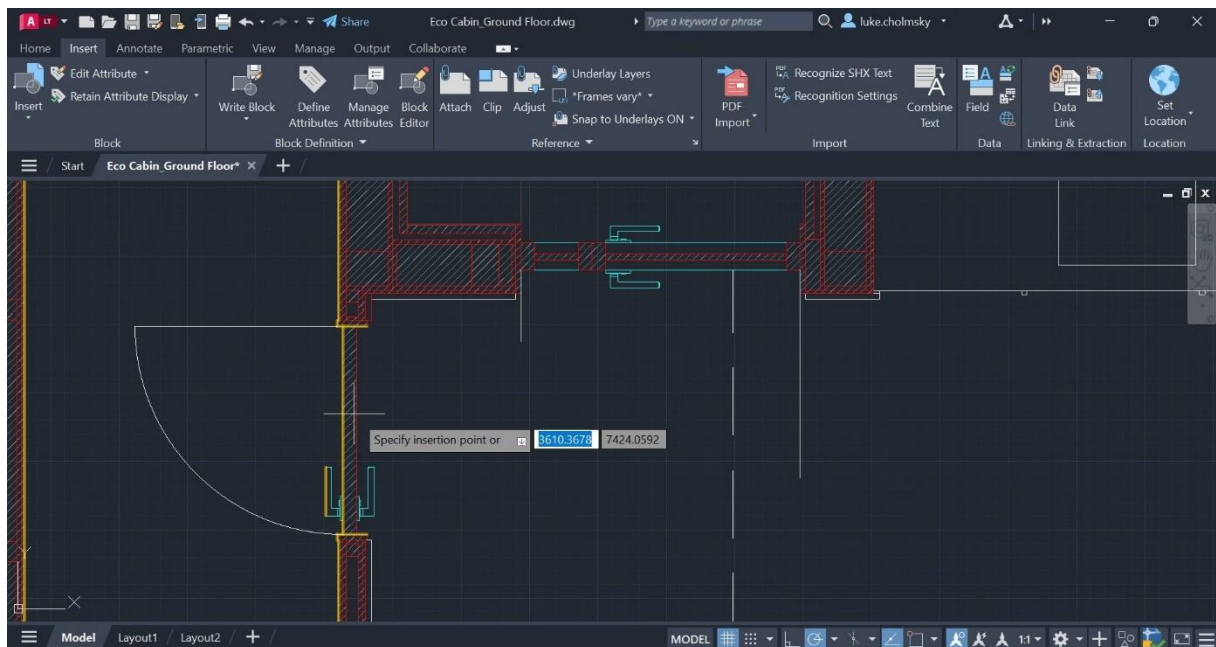 A LT Share Eco Cabin_Ground Floor.dwg Type a keyword or phrase luke.cholmsky
Home Insert Annotate Parametric View Manage Output Collaborate
Insert
Edit Attribute
Retain Attribute Display
Block
Write Block
Define Attributes
Manage Attributes
Block Editor
Block Definition
Attach
Clip
Adjust
Underlay Layers
*Frames vary*
Snap to Underlays ON
Reference
PDF Import
Recognize SHX Text
Recognition Settings
Combine Text
Import
Field
Data
Data Link
Linking & Extraction
Set Location
Location
Start Eco Cabin_Ground Floor*
Specify insertion point or 3610.3678 7424.0592
Y
X
Model Layout1 Layout2 MODEL 1:1